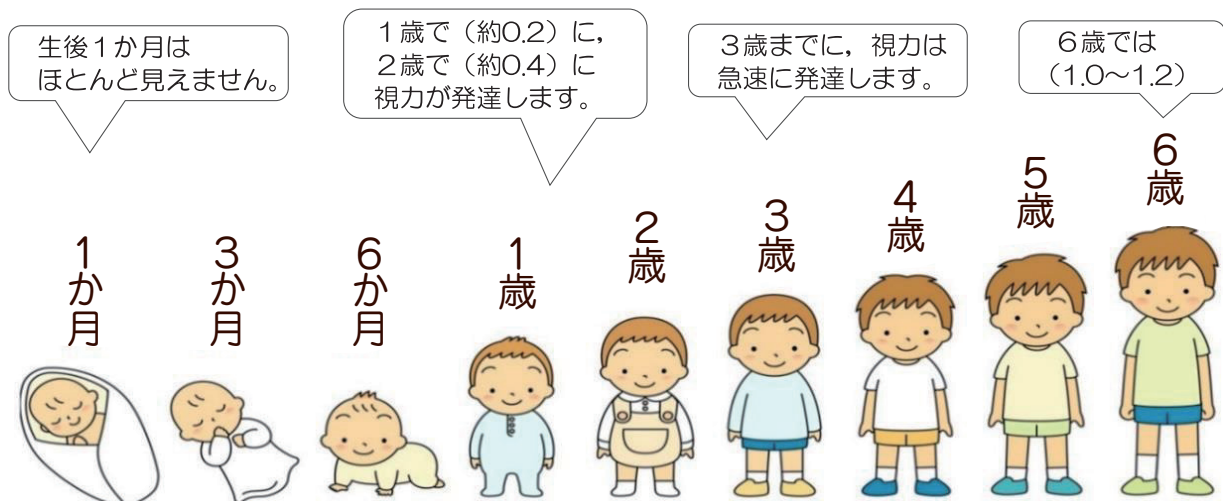 生後１か月は
ほとんど見えません。
１歳で（約0.2）に，
２歳で（約0.4）に
視力が発達します。
３歳までに，視力は
急速に発達します。
６歳では
（1.0～1.2）
１か月
３か月
６か月
１歳
２歳
３歳
４歳
５歳
６歳